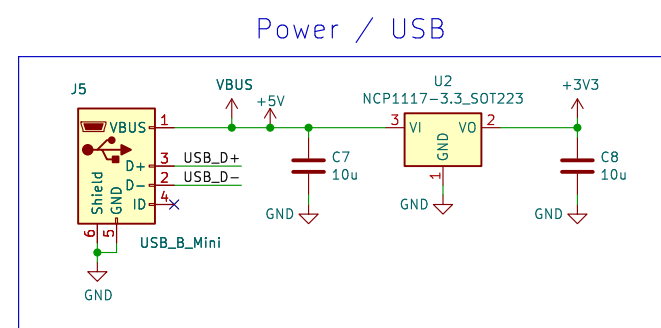 Power / USB
J5
VBUS
+5V
U2
NCP1117-3.3_SOT223
+3V3
VBUS
1
3
VI
VO
2
GND
1
C7
10u
C8
10u
D+
3
USB_D+
D-
2
USB_D-
ID
4
Shield
GND
6
5
USB_B_Mini
GND
GND
GND
GND